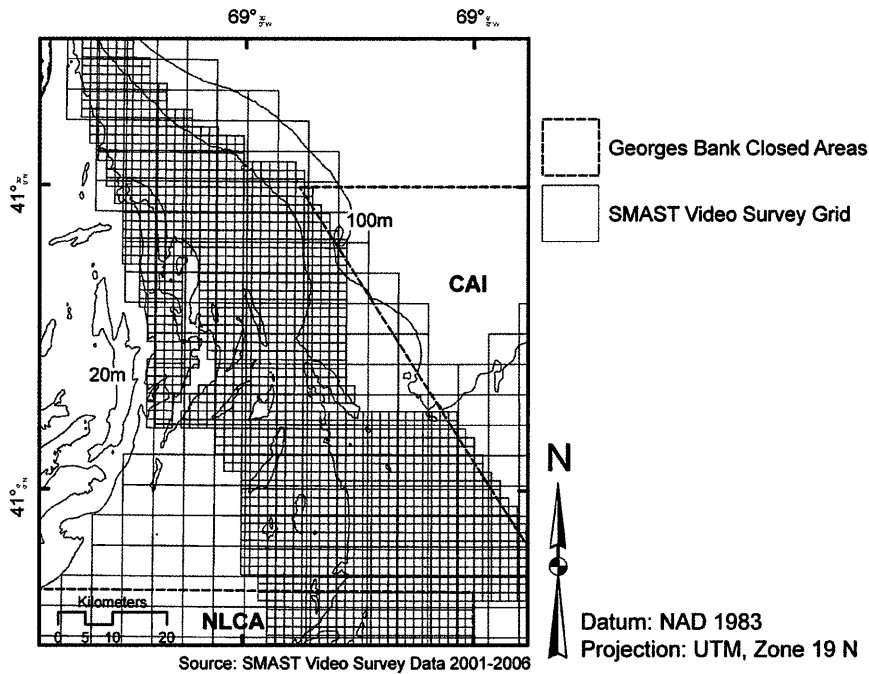 69° 69°
41°
41°
100m
CAI
20m
Kilometers
0 5 10 20
NLCA
Georges Bank Closed Areas
SMAST Video Survey Grid
N
Datum: NAD 1983
Projection: UTM, Zone 19 N
Source: SMAST Video Survey Data 2001-2006